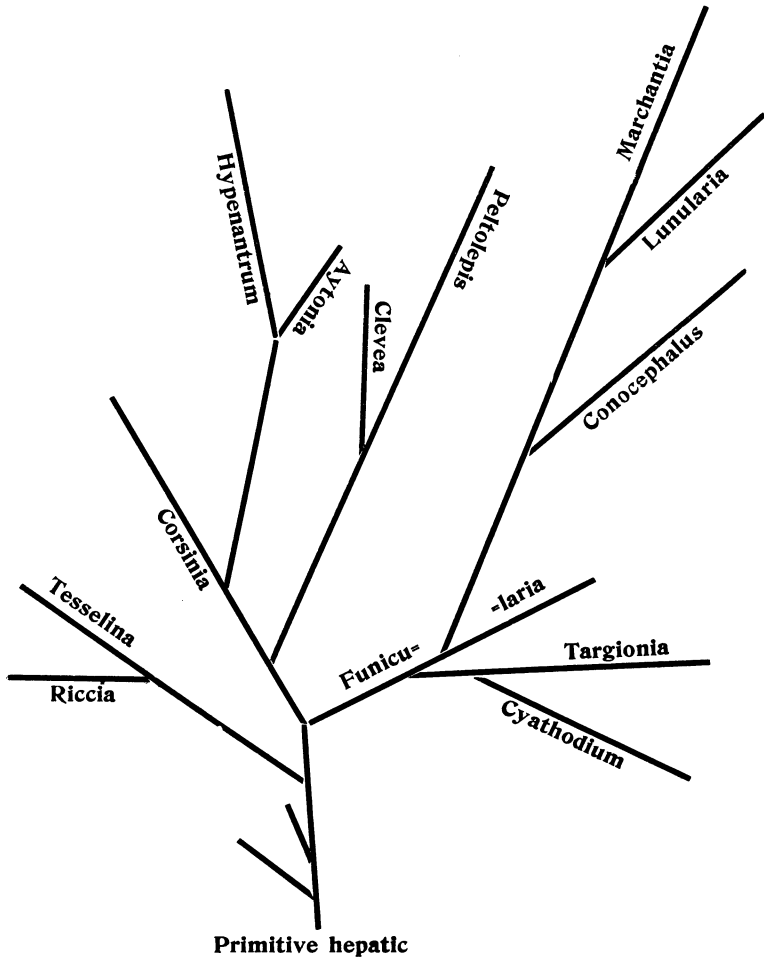 Marchantia
Lunularia
Hypenantrum
Aytonia
Peltolepis
Clevea
Conocephalus
Corsinia
Tesselina
Riccia
Funicu=
=laria
Targionia
Cyathodium
Primitive hepatic